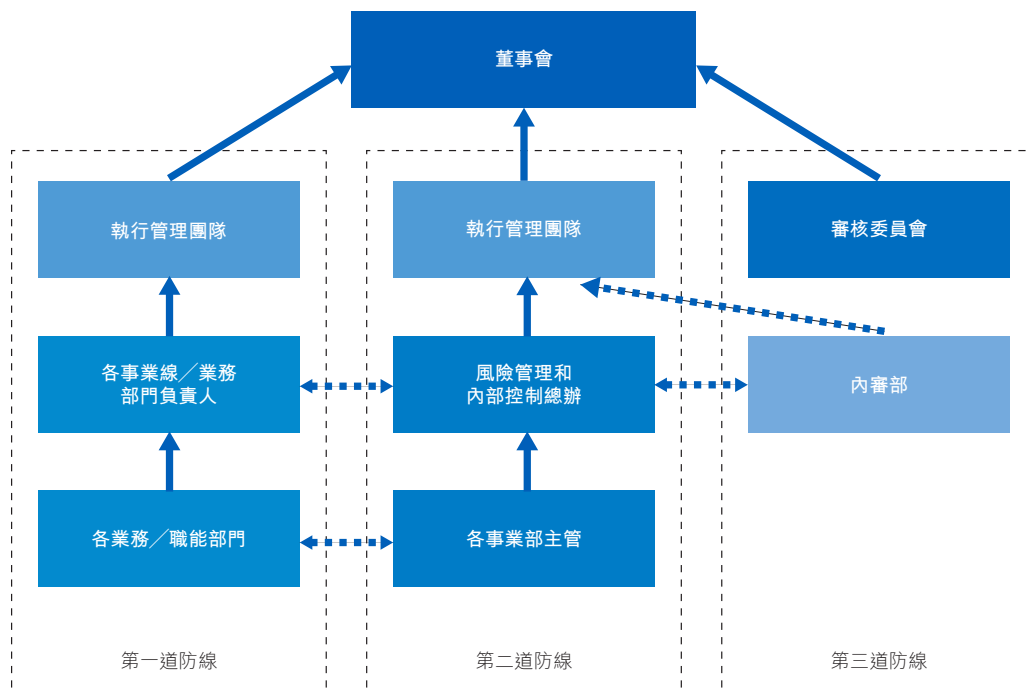 董事會
執行管理團隊
執行管理團隊
審核委員會
各事業線／業務
部門負責人
風險管理和
內部控制總辦
內審部
各業務／職能部門
各事業部主管
第一道防線
第二道防線
第三道防線